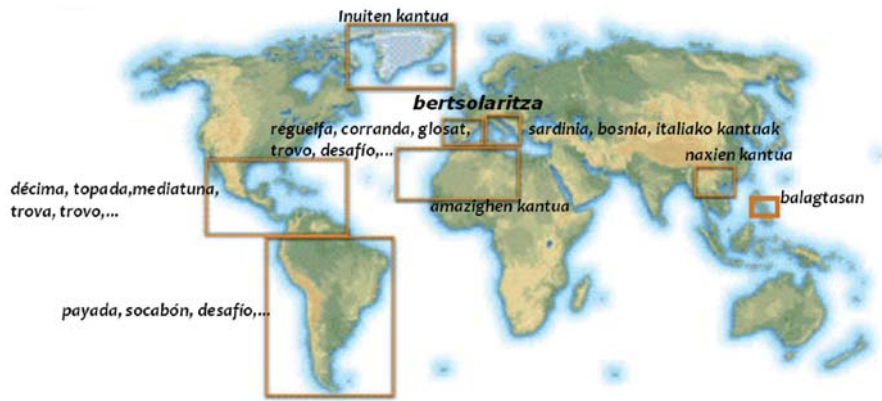 Inuiten kantua
bertsolaritza
regueifa, corranda, glosat,
trovo, desafío,...
sardinia, bosnia, italiako kantuak
naxien kantua
décima, topada,mediatuna,
trova, trovo,...
amazighen kantua
balagtasan
payada, socabón, desafío,...